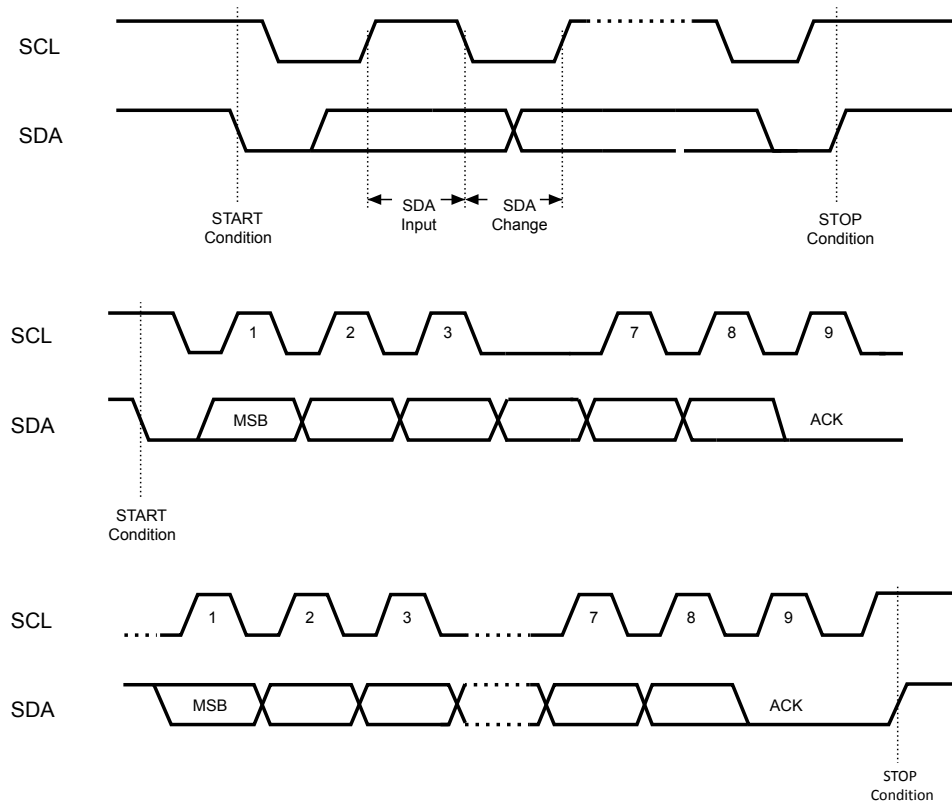 SCL
SDA
SDA
Input
SDA
Change
START
Condition
STOP
Condition
SCL
1
2
3
7
8
9
SDA
MSB
ACK
START
Condition
SCL
1
2
3
7
8
9
SDA
MSB
ACK
STOP
Condition